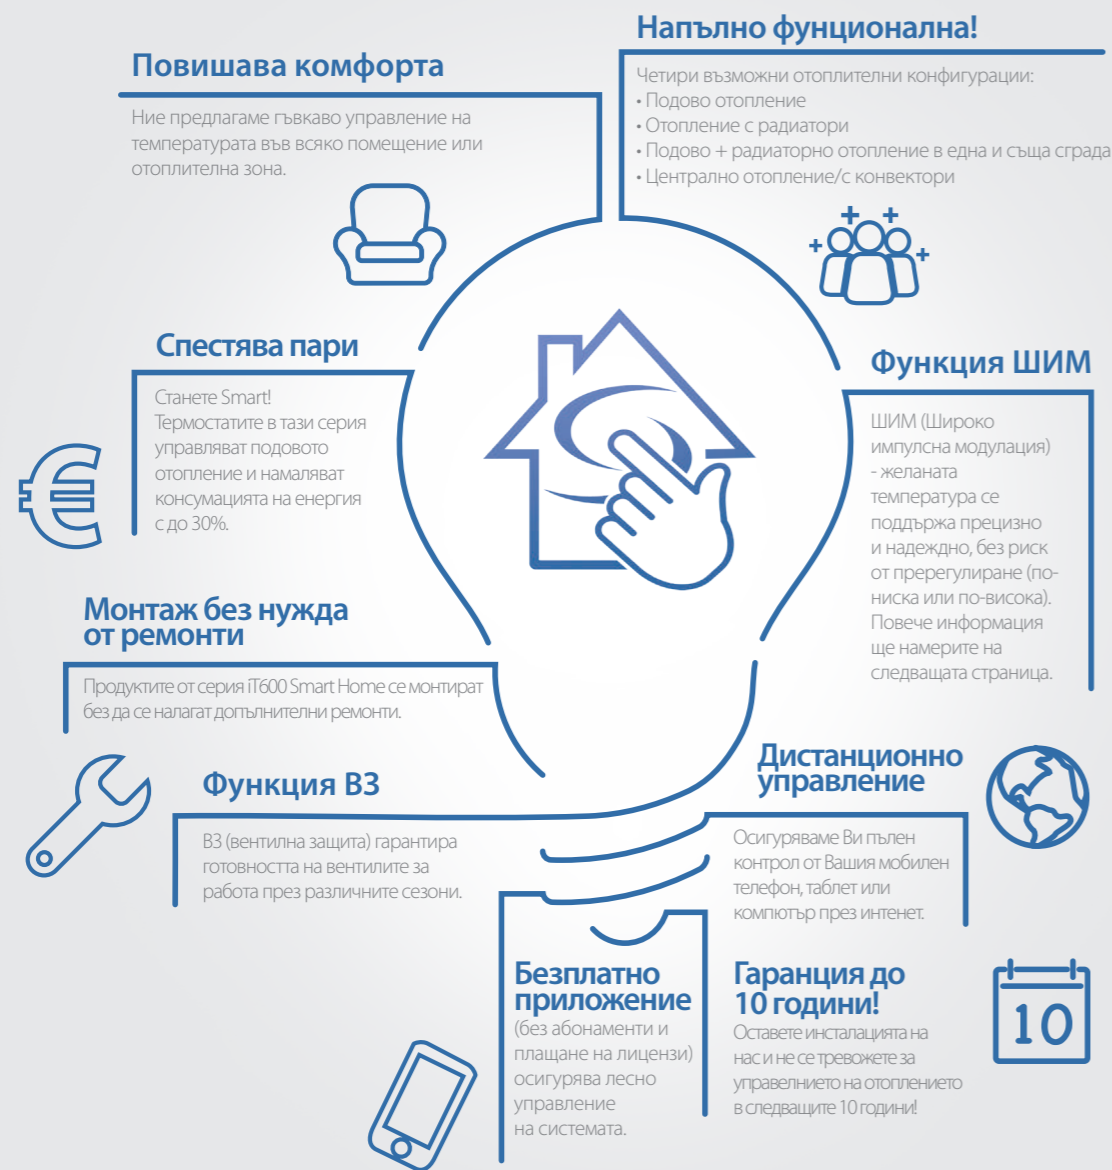 Повишава комфорта
Ние предлагаме гъвкаво управление на
температурата във всяко помещение или
отоплителна зона.
Напълно фунционална!
Четири възможни отоплителни конфигурации:
• Подово отопление
• Отопление с радиатори
• Подово + радиаторно отопление в една и съща сграда
• Централно отопление/с конвектори
Спестява пари
Станете Smart!
Термостатите в тази серия
управляват подовото
отопление и намаляват
консумацията на енергия
с до 30%.
Функция ШИМ
ШИМ (Широко
импулсна модулация)
- желаната
температура се
поддържа прецизно
и надеждно, без риск
от пререгулиране (по-
ниска или по-висока).
Повече информация
ще намерите на
следващата страница.
Монтаж без нужда
от ремонти
Продуктите от серия iT600 Smart Home се монтират
без да се налагат допълнителни ремонти.
Функция ВЗ
ВЗ (вентилна защита) гарантира
готовността на вентилите за
работа през различните сезони.
Дистанционно
управление
Осигуряваме Ви пълен
контрол от Вашия мобилен
телефон, таблет или
компютър през интенет.
Безплатно
приложение
(без абонаменти и
плащане на лицензи)
осигурява лесно
управление
на системата.
Гаранция до
10 години!
Оставете инсталацията на
нас и не се тревожете за
управелнието на отоплението
в следващите 10 години!
10